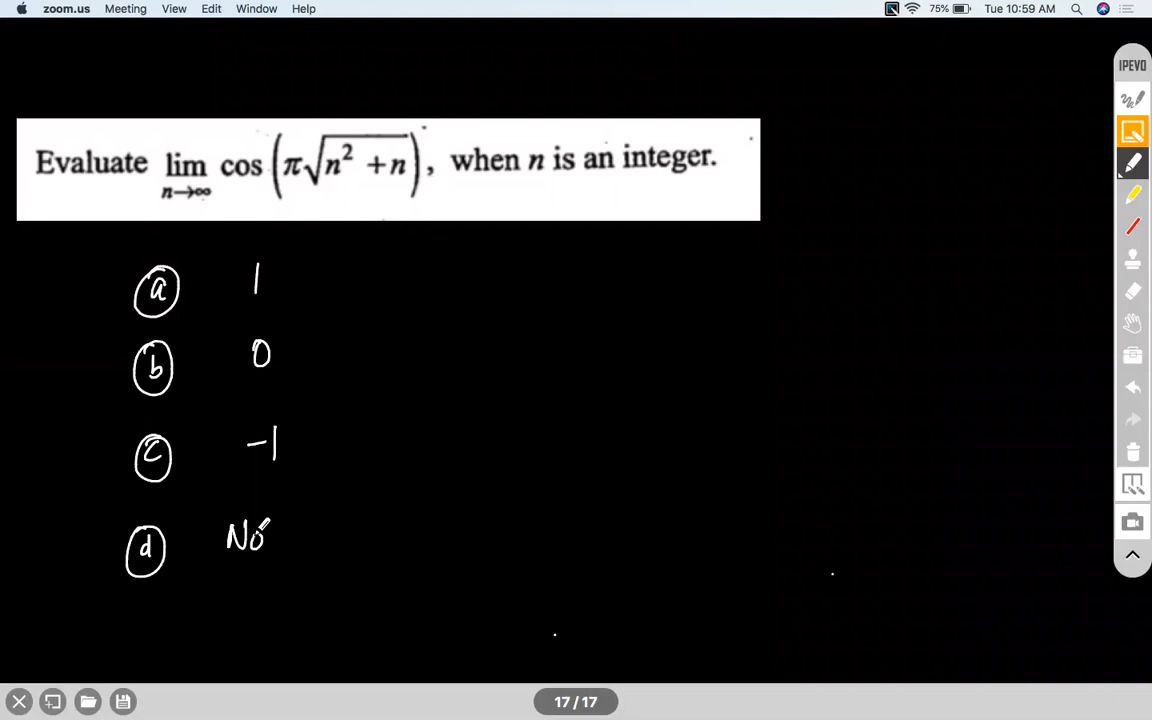 zoom.us Meeting View Edit Window Help 75% Tue 10:59 AM
IPEVO
Evaluate lim n→∞ cos (π√n² + n), when n is an integer.
a 1
b 0
c -1
d No
17 / 17